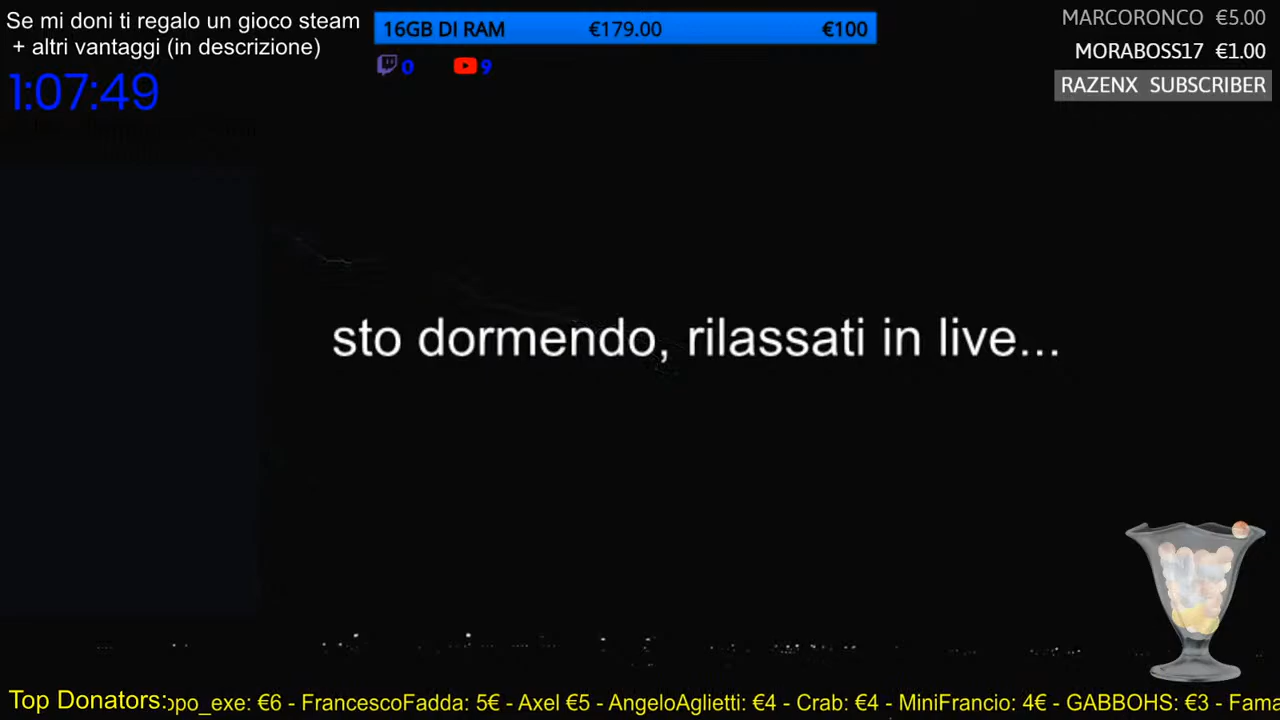 Se mi doni ti regalo un gioco steam
+ altri vantaggi (in descrizione)
1:07:49
16GB DI RAM €179.00 €100
0 9
MARCORONCO €5.00
MORABOSS17 €1.00
RAZENX SUBSCRIBER
sto dormendo, rilassati in live...
Top Donators: opo_exe: €6 - FrancescoFadda: 5€ - Axel €5 - AngeloAglietti: €4 - Crab: €4 - MiniFrancio: 4€ - GABBOHS: €3 - Fama